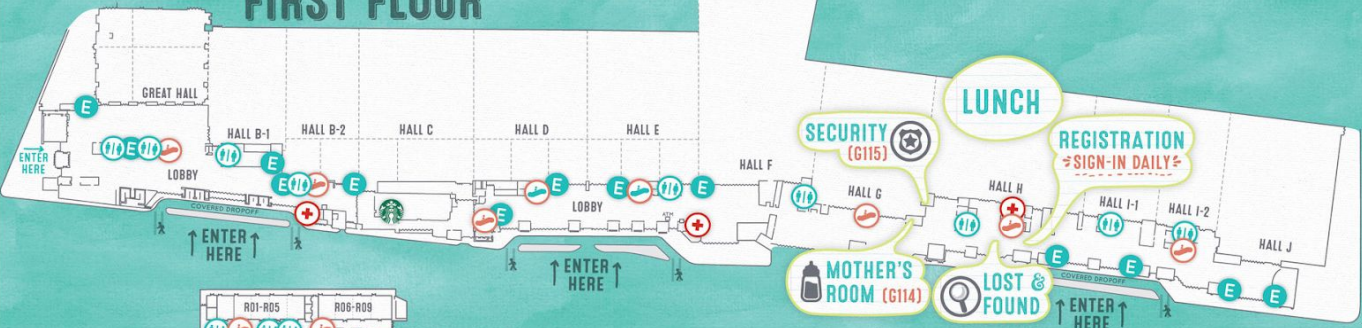 FIRST FLOOR
GREAT HALL
E
ENTER
HERE
E
LOBBY
HALL B-1
E
HALL B-2
E
E
HALL C
COVERED DROPOFF
ENTER
HERE
HALL D
E
E
HALL E
E
E
LOBBY
ATM
ENTER
HERE
HALL F
SECURITY
(G115)
LUNCH
REGISTRATION
SIGN-IN DAILY
HALL G
HALL H
HALL I-1
HALL I-2
HALL J
MOTHER'S
ROOM (G114)
LOST &
FOUND
E
E
E
E
COVERED DROPOFF
ENTER
HERE
R01-R05
R06-R09